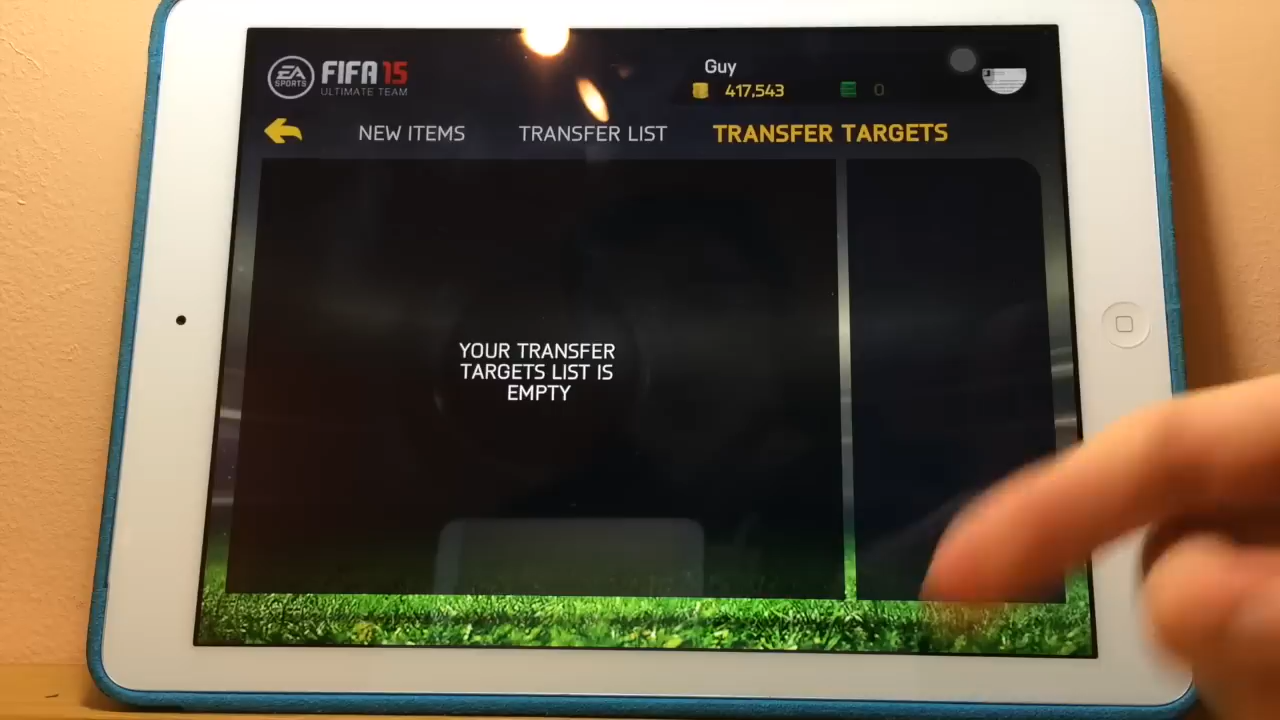 EA
SPORTS
FIFA 15
ULTIMATE TEAM
Guy
417,543
0
NEW ITEMS
TRANSFER LIST
TRANSFER TARGETS
YOUR TRANSFER
TARGETS LIST IS
EMPTY